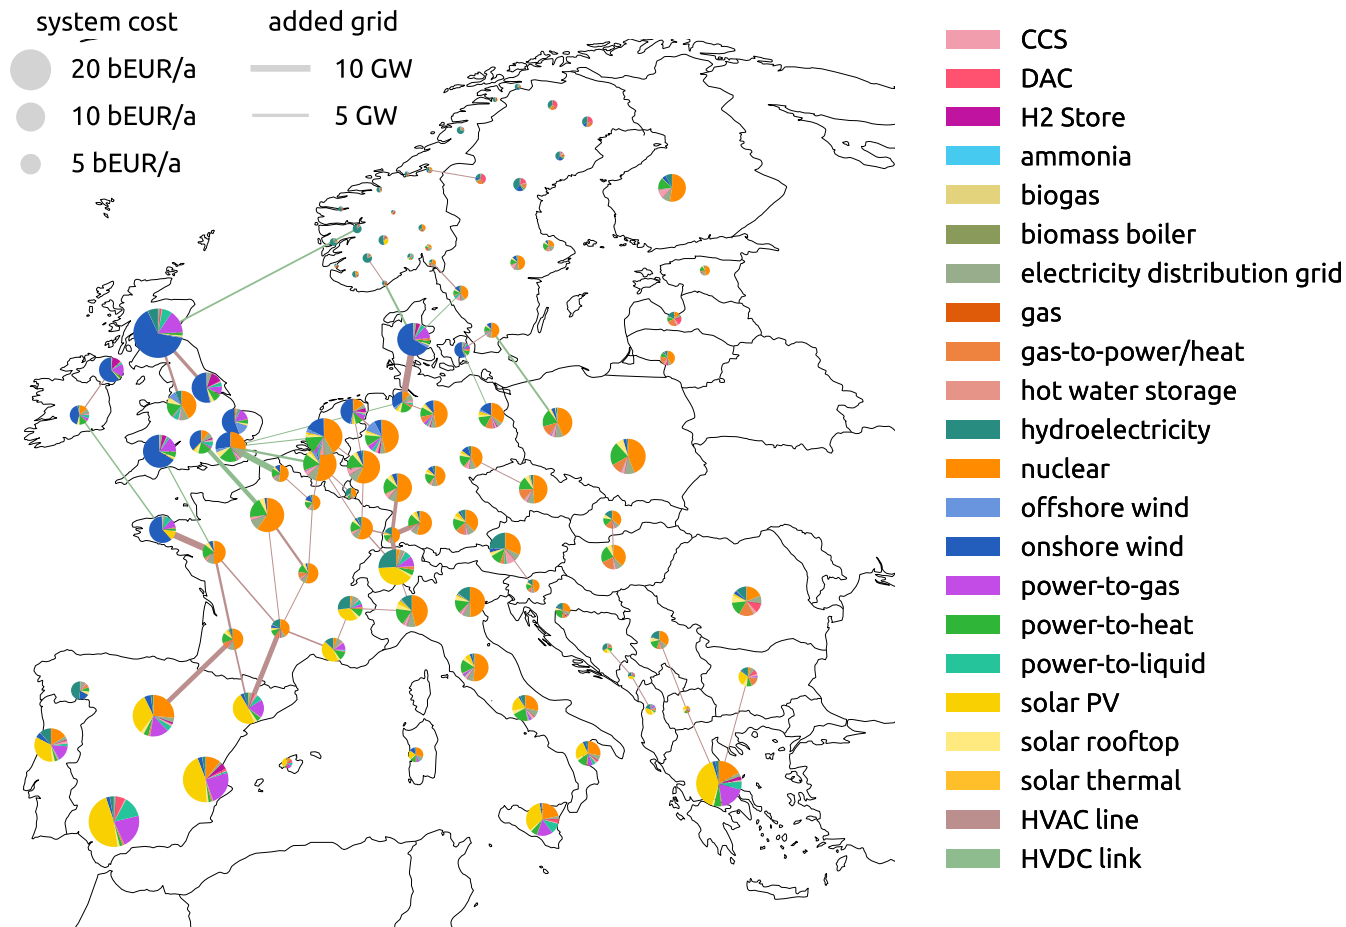 system cost
20 bEUR/a
10 bEUR/a
5 bEUR/a
added grid
10 GW
5 GW
CCS
DAC
H2 Store
ammonia
biogas
biomass boiler
electricity distribution grid
gas
gas-to-power/heat
hot water storage
hydroelectricity
nuclear
offshore wind
onshore wind
power-to-gas
power-to-heat
power-to-liquid
solar PV
solar rooftop
solar thermal
HVAC line
HVDC link